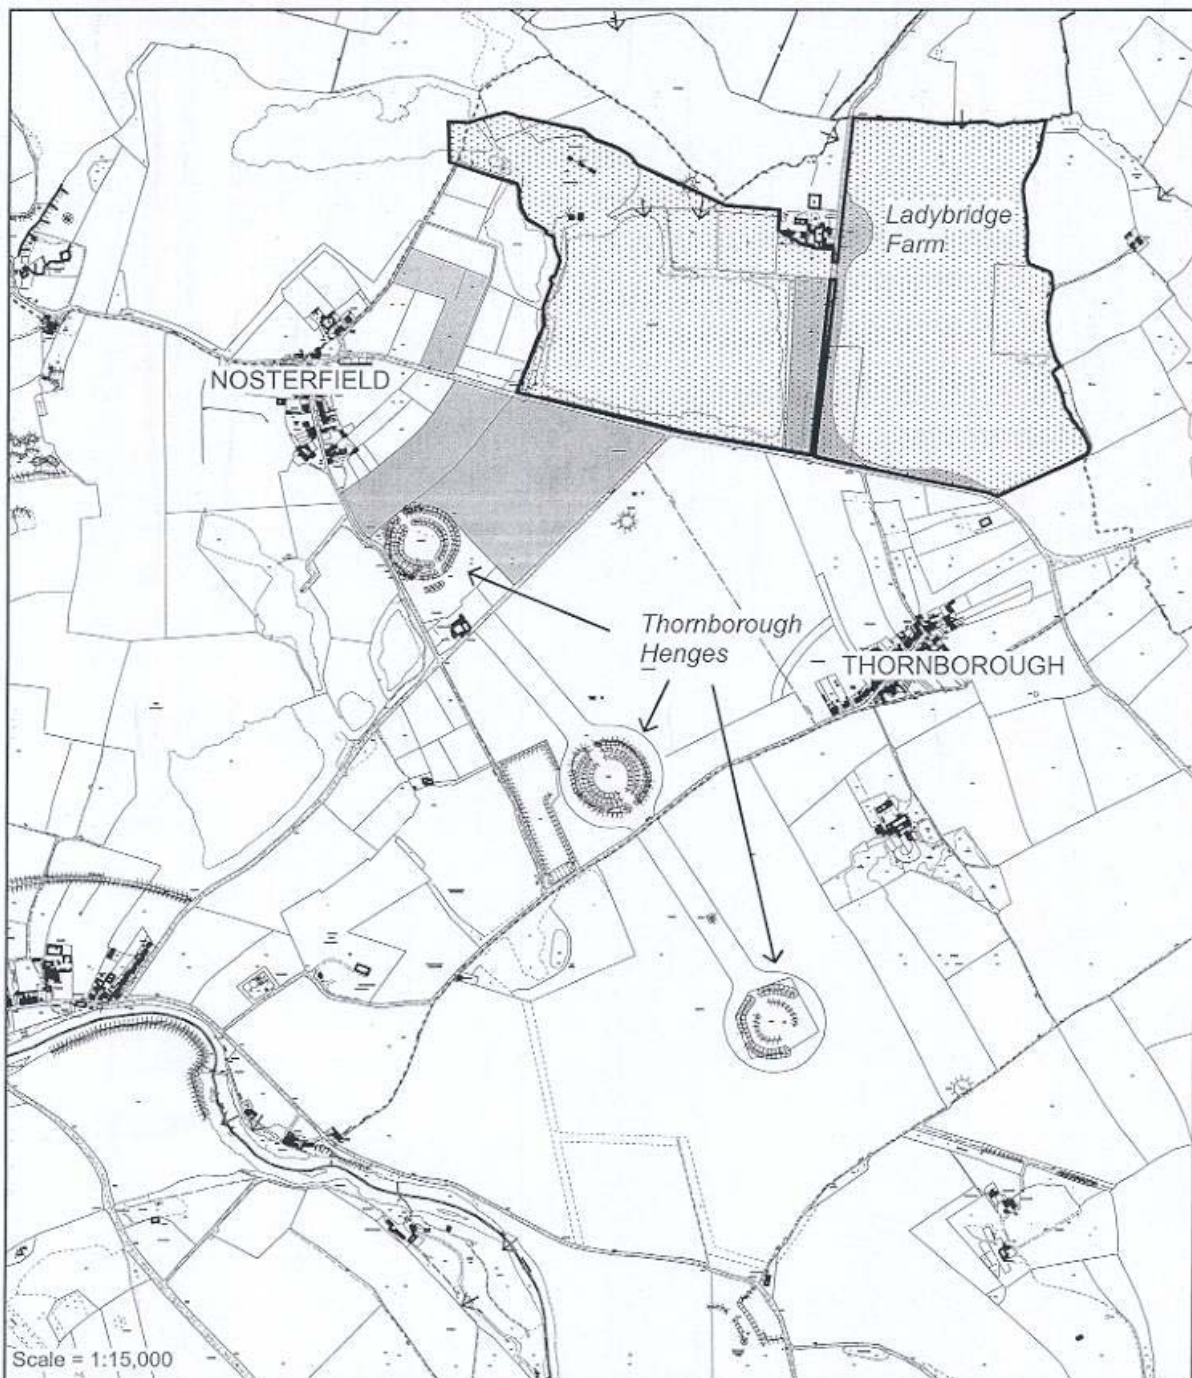 Ladybridge
Farm
NOSTERFIELD
Thornborough
Henges
THORNBOROUGH
Scale = 1:15,000